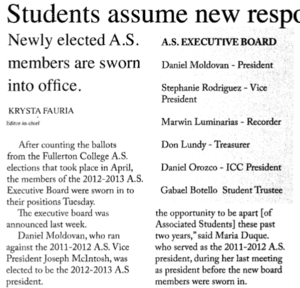 Students assume new respo
Newly elected A.S.
members are sworn
into office.
KRYSTA FAURIA
Editor in chief
After counting the ballots
from the Fullerton College A.S.
elections that took place in April,
the members of the 2012-2013 A.S.
Executive Board were sworn in to
their positions Tuesday.
The executive board was
announced last week.
Daniel Moldovan, who ran
against the 2011-2012 A.S. Vice
President Joseph McIntosh, was
elected to be the 2012-2013 A.S
president.
A.S. EXECUTIVE BOARD
Daniel Moldovan - President
Stephanie Rodriguez - Vice
President
Marwin Luminarias - Recorder
Don Lundy - Treasurer
Daniel Orozco - ICC President
Gabael Botello Student Trustee
the opportunity to be apart [of
Associated Students] these past
two years," said Maria Duque.
who served as the 2011-2012 A.S.
president, during her last meeting
as president before the new board
members were sworn in.